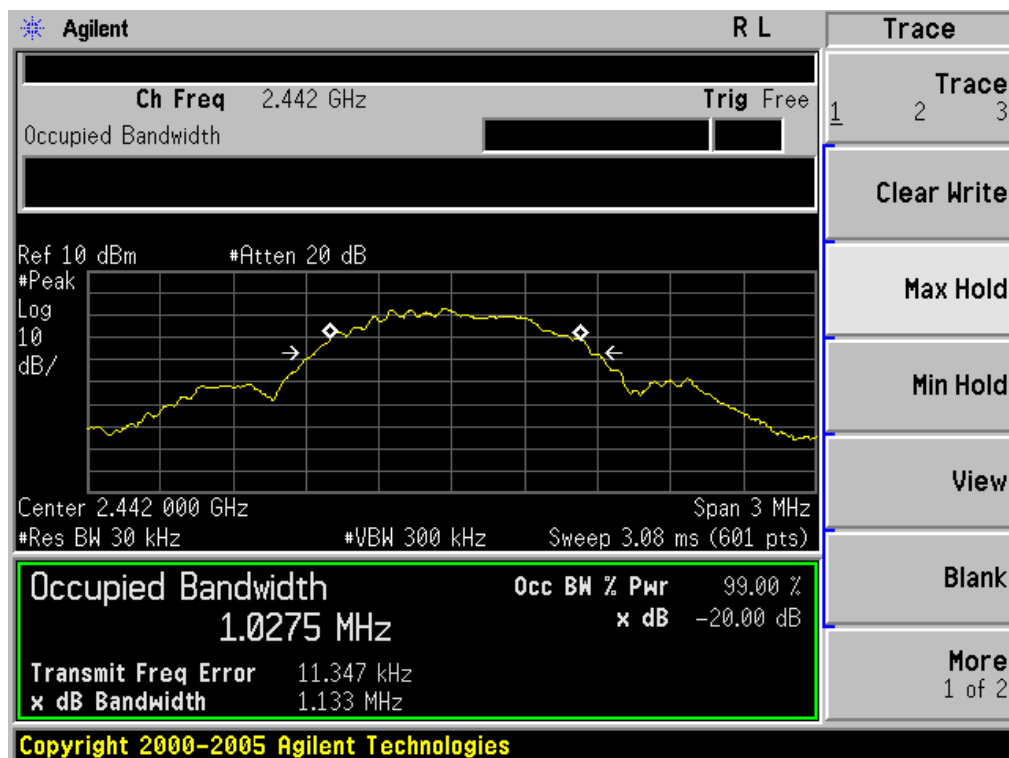 Agilent R L Trace
Ch Freq 2.442 GHz Trig Free
Occupied Bandwidth
Trace
1 2 3
Clear Write
Max Hold
Min Hold
View
Blank
More
1 of 2
Ref 10 dBm #Atten 20 dB
#Peak
Log
10
dB/
Center 2.442 000 GHz Span 3 MHz
#Res BW 30 kHz #VBW 300 kHz Sweep 3.08 ms (601 pts)
Occupied Bandwidth Occ BW % Pwr 99.00 %
1.0275 MHz x dB -20.00 dB
Transmit Freq Error 11.347 kHz
x dB Bandwidth 1.133 MHz
Copyright 2000-2005 Agilent Technologies